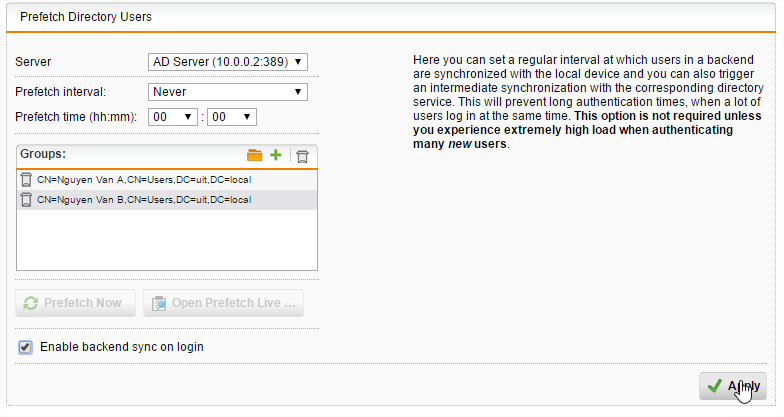 Prefetch Directory Users
Server
AD Server (10.0.0.2:389)
Prefetch interval:
Never
Prefetch time (hh:mm):
00 : 00
Groups:
CN=Nguyen Van A,CN=Users,DC=uit,DC=local
CN=Nguyen Van B,CN=Users,DC=uit,DC=local
Prefetch Now
Open Prefetch Live ...
Enable backend sync on login
Here you can set a regular interval at which users in a backend
are synchronized with the local device and you can also trigger
an intermediate synchronization with the corresponding directory
service. This will prevent long authentication times, when a lot of
users log in at the same time. This option is not required unless
you experience extremely high load when authenticating
many new users.
Apply